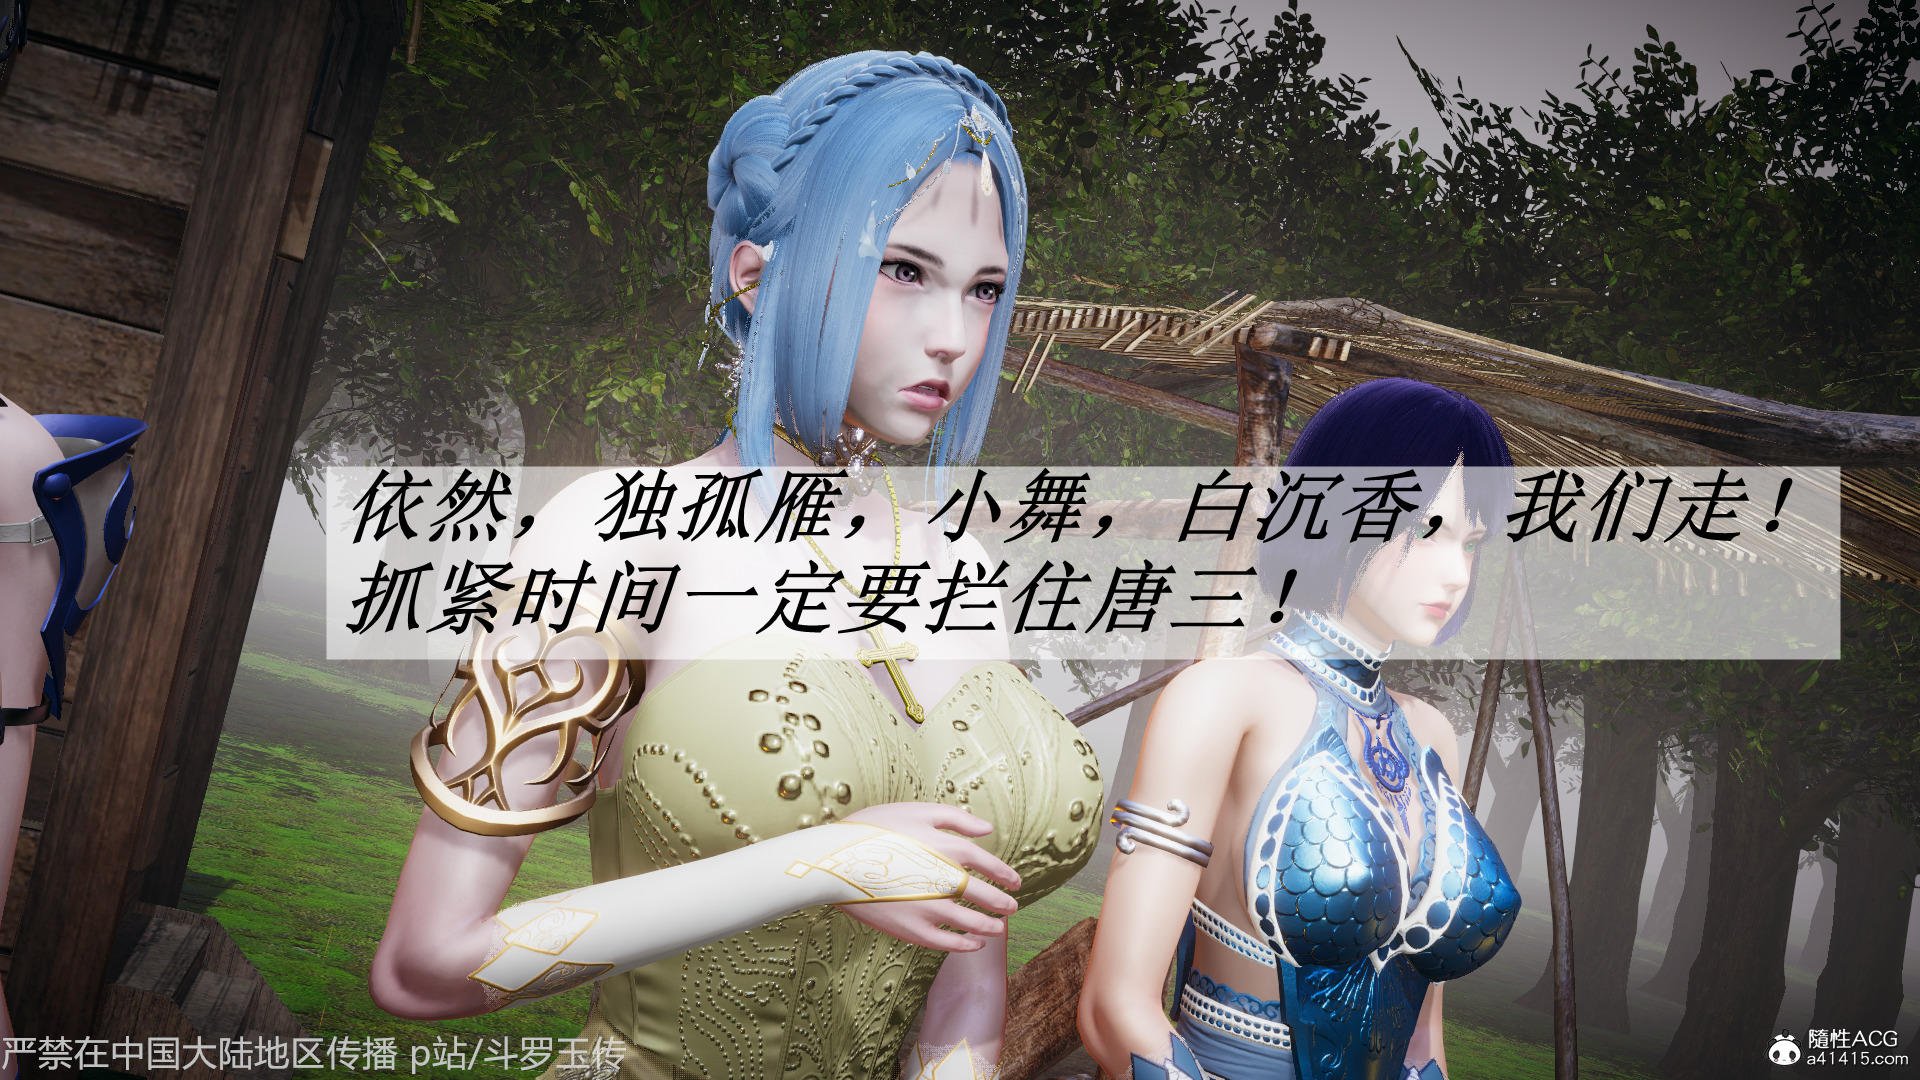 依然，独孤雁，小舞，白沉香，我们走！
抓紧时间一定要拦住唐三！
严禁在中国大陆地区传播 p站/斗罗玉传
隨性ACG
a41415.com